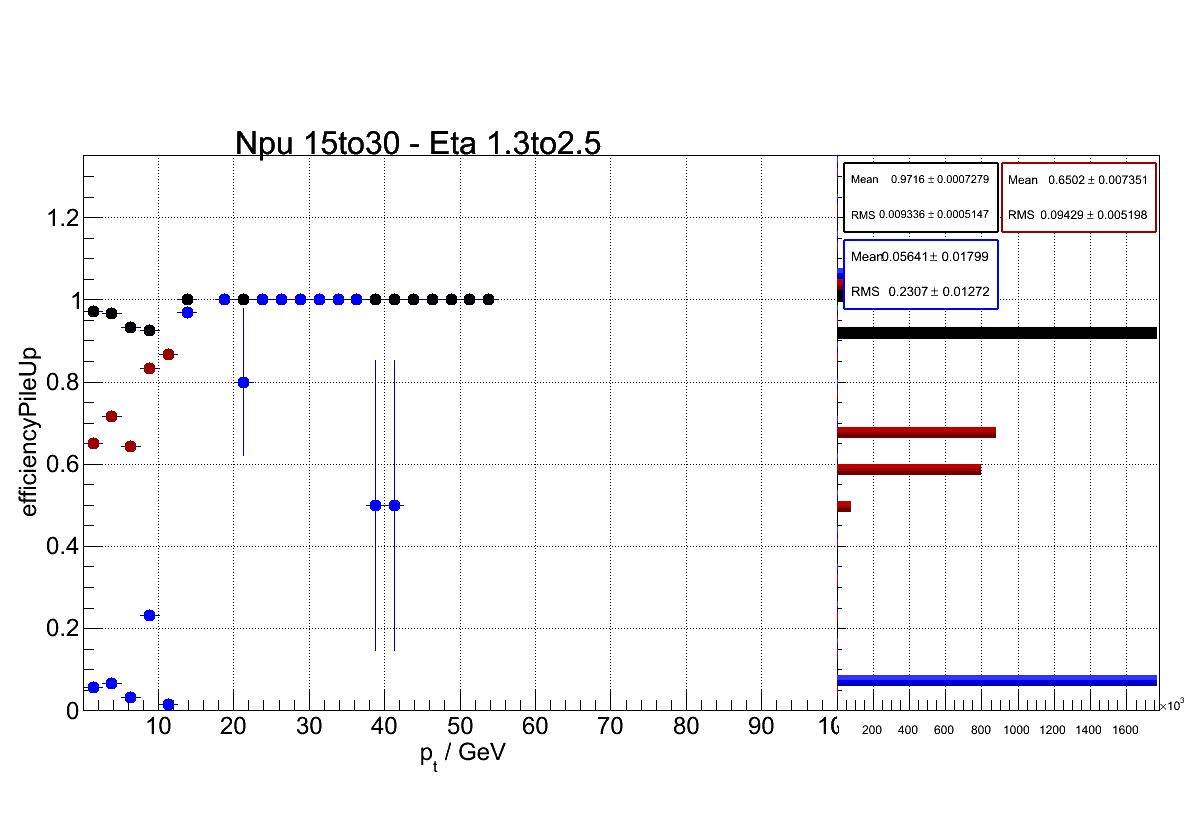 Npu 15to30 - Eta 1.3to2.5
Mean 0.9716 ± 0.0007279
RMS 0.009336 ± 0.0005147
Mean 0.6502 ± 0.007351
RMS 0.09429 ± 0.005198
Mean0.05641± 0.01799
RMS 0.2307 ± 0.01272
efficiencyPileUp
1.2
1
0.8
0.6
0.4
0.2
0
10 20 30 40 50 60 70 80 90
200 400 600 800 1000 1200 1400 1600
×10³
p_t / GeV